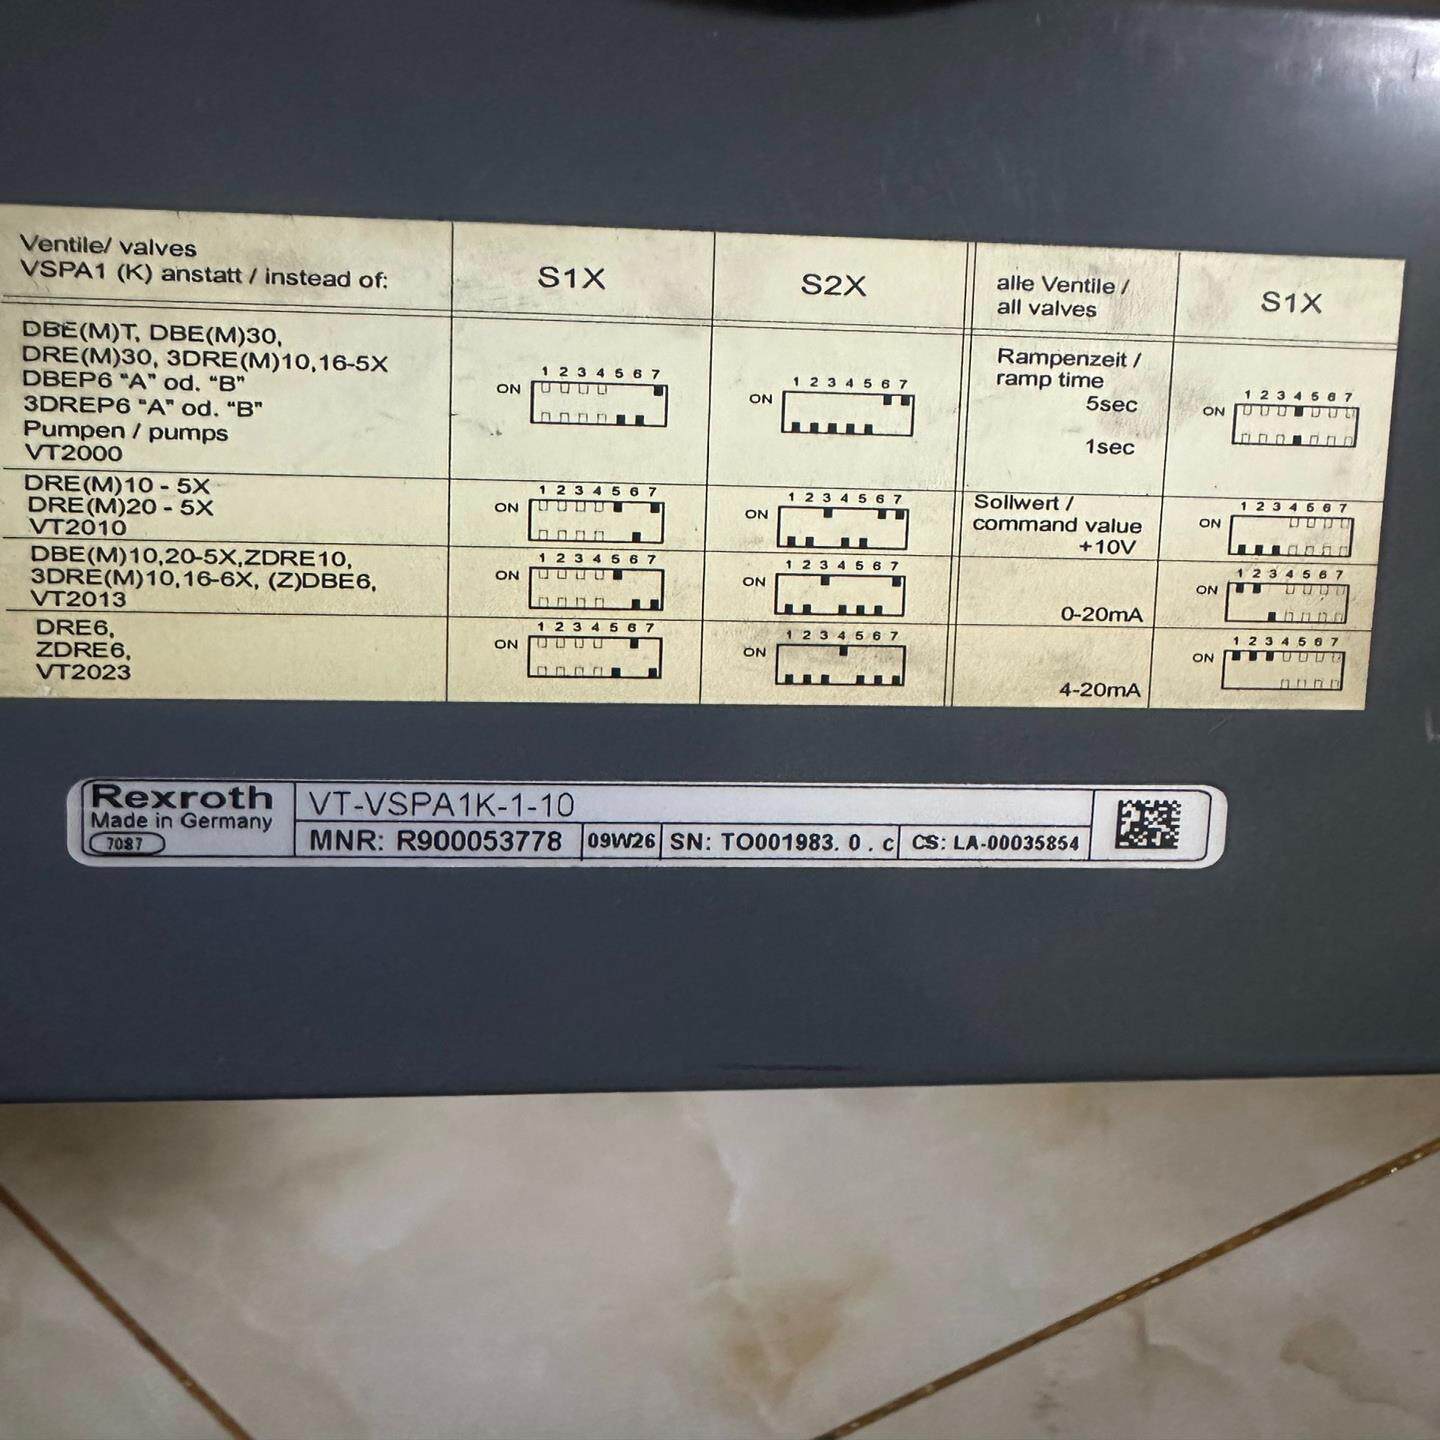 Ventile/ valves
VSPA1 (K) anstatt / instead of:
S1X
S2X
alle Ventile /
all valves
S1X
DBE(M)T, DBE(M)30,
DRE(M)30, 3DRE(M)10,16-5X
DBEP6 "A" od. "B"
3DREP6 "A" od. "B"
Pumpen / pumps
VT2000
1 2 3 4 5 6 7
ON
1 2 3 4 5 6 7
ON
Rampenzeit /
ramp time
5sec
1sec
1 2 3 4 5 6 7
ON
DRE(M)10 - 5X
DRE(M)20 - 5X
VT2010
1 2 3 4 5 6 7
ON
1 2 3 4 5 6 7
ON
Sollwert /
command value
+10V
1 2 3 4 5 6 7
ON
DBE(M)10,20-5X,ZDRE10,
3DRE(M)10,16-6X, (Z)DBE6,
VT2013
1 2 3 4 5 6 7
ON
1 2 3 4 5 6 7
ON
0-20mA
1 2 3 4 5 6 7
ON
DRE6,
ZDRE6,
VT2023
1 2 3 4 5 6 7
ON
1 2 3 4 5 6 7
ON
4-20mA
1 2 3 4 5 6 7
ON
Rexroth
Made in Germany
7087
VT-VSPA1K-1-10
MNR: R900053778
09W26
SN: TO001983. 0 . c
CS: LA-00035854